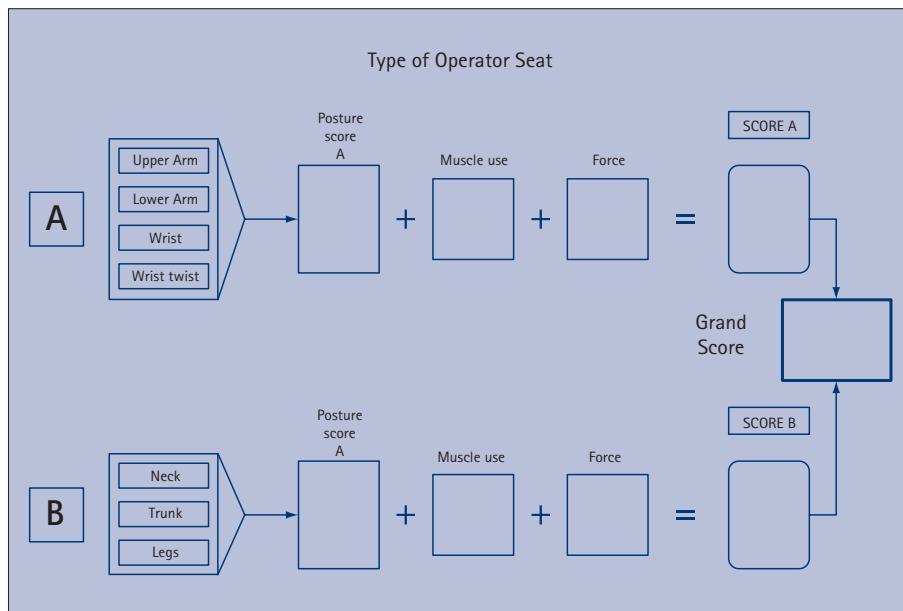 Type of Operator Seat
Posture
score
A
SCORE A
Muscle use
Force
Upper Arm
Lower Arm
Wrist
Wrist twist
A
+
+
=
Grand
Score
Posture
score
A
SCORE B
Muscle use
Force
Neck
Trunk
Legs
B
+
+
=